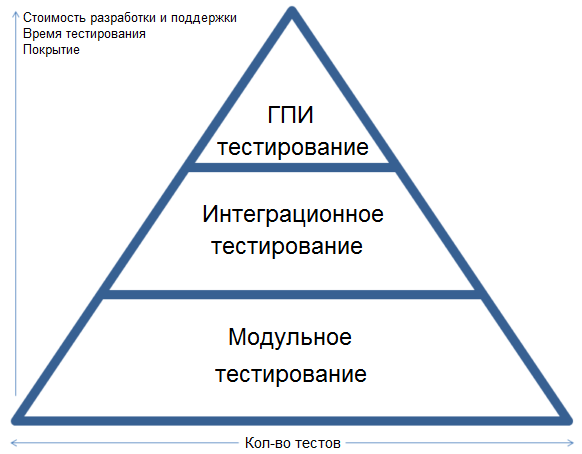 Стоимость разработки и поддержки
Время тестирования
Покрытие
ГПИ
тестирование
Интеграционное
тестирование
Модульное
тестирование
Кол-во тестов